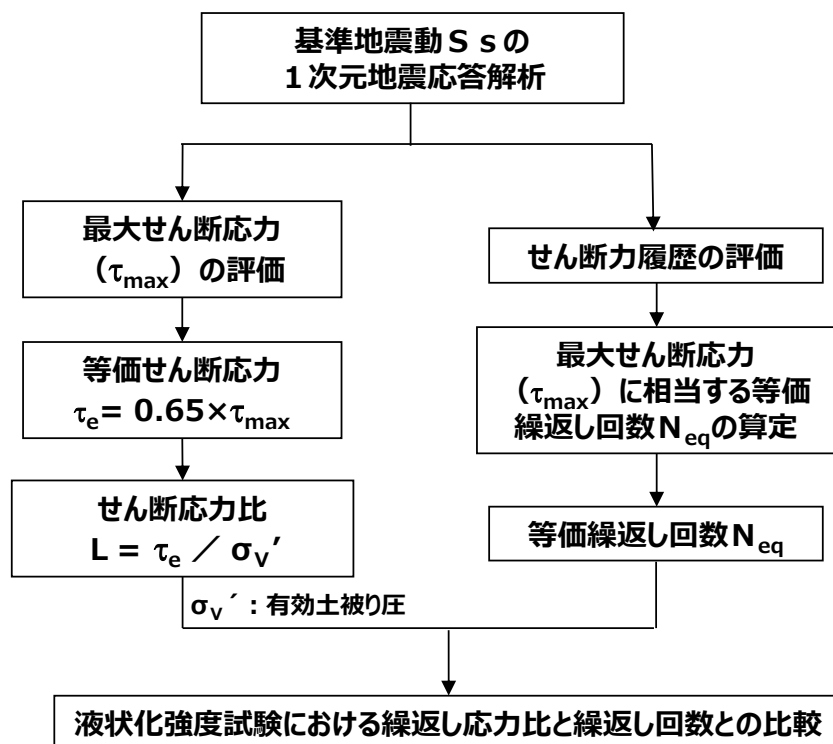 基準地震動Ｓｓの
１次元地震応答解析
最大せん断応力
（τmax）の評価
等価せん断応力
τe= 0.65×τmax
せん断応力比
L = τe ／ σV’
σV´：有効土被り圧
せん断力履歴の評価
最大せん断応力
（τmax）に相当する等価
繰返し回数Neqの算定
等価繰返し回数Neq
液状化強度試験における繰返し応力比と繰返し回数との比較